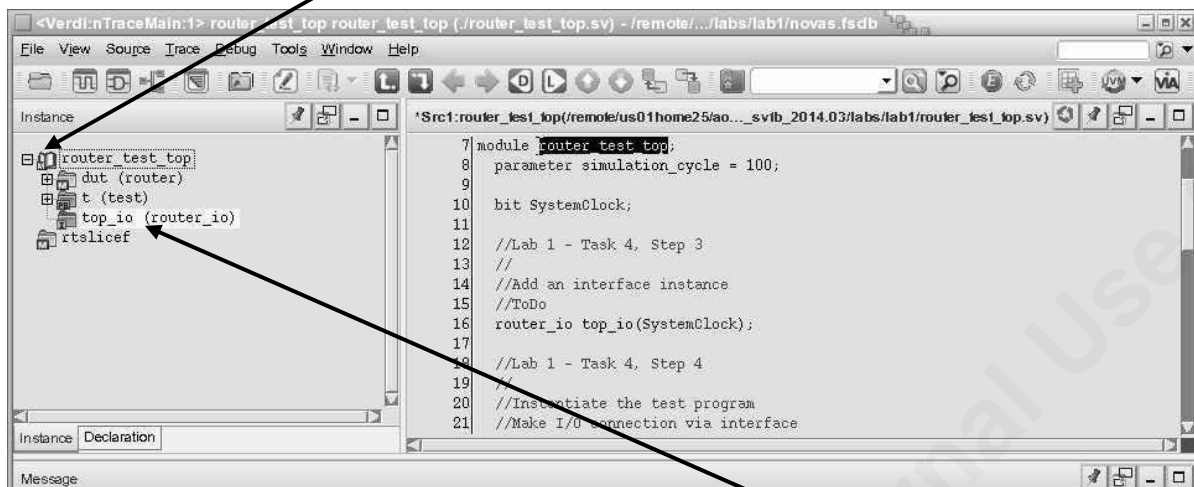 <Verdi:nTraceMain:1> router_test_top router_test_top (./router_test_top.sv) - /remote/.../labs/lab1/novas.fsdb
File View Source Trace Debug Tools Window Help
Instance
*Src1:router_test_top(/remote/us01home25/ao..._svtb_2014.03/labs/lab1/router_test_top.sv)
router_test_top
dut (router)
t (test)
top_io (router_io)
rtslicef
7 module router_test_top;
8 parameter simulation_cycle = 100;
9
10 bit SystemClock;
11
12 //Lab 1 - Task 4, Step 3
13 //
14 //Add an interface instance
15 //ToDo
16 router_io top_io(SystemClock);
17
18 //Lab 1 - Task 4, Step 4
19 //
20 //Instantiate the test program
21 //Make I/O connection via interface
Instance Declaration
Message
nal Use